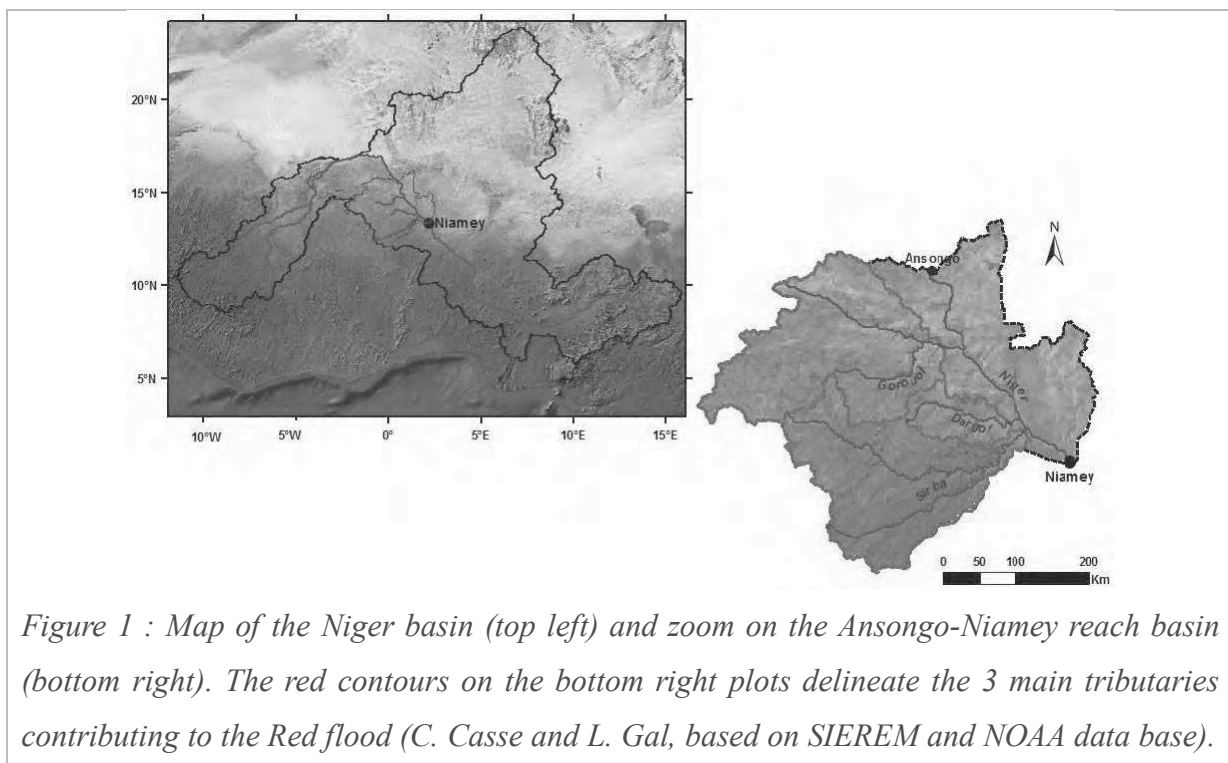 20°N
15°N
10°N
5°N
10°W 5°W 0° 5°E 10°E 15°E
Niamey
N
Ansongo
Niger
Gorouol
Dargol
Sirba
Niamey
0 50 100 200
Km
Figure 1 : Map of the Niger basin (top left) and zoom on the Ansongo-Niamey reach basin
(bottom right). The red contours on the bottom right plots delineate the 3 main tributaries
contributing to the Red flood (C. Casse and L. Gal, based on SIEREM and NOAA data base).